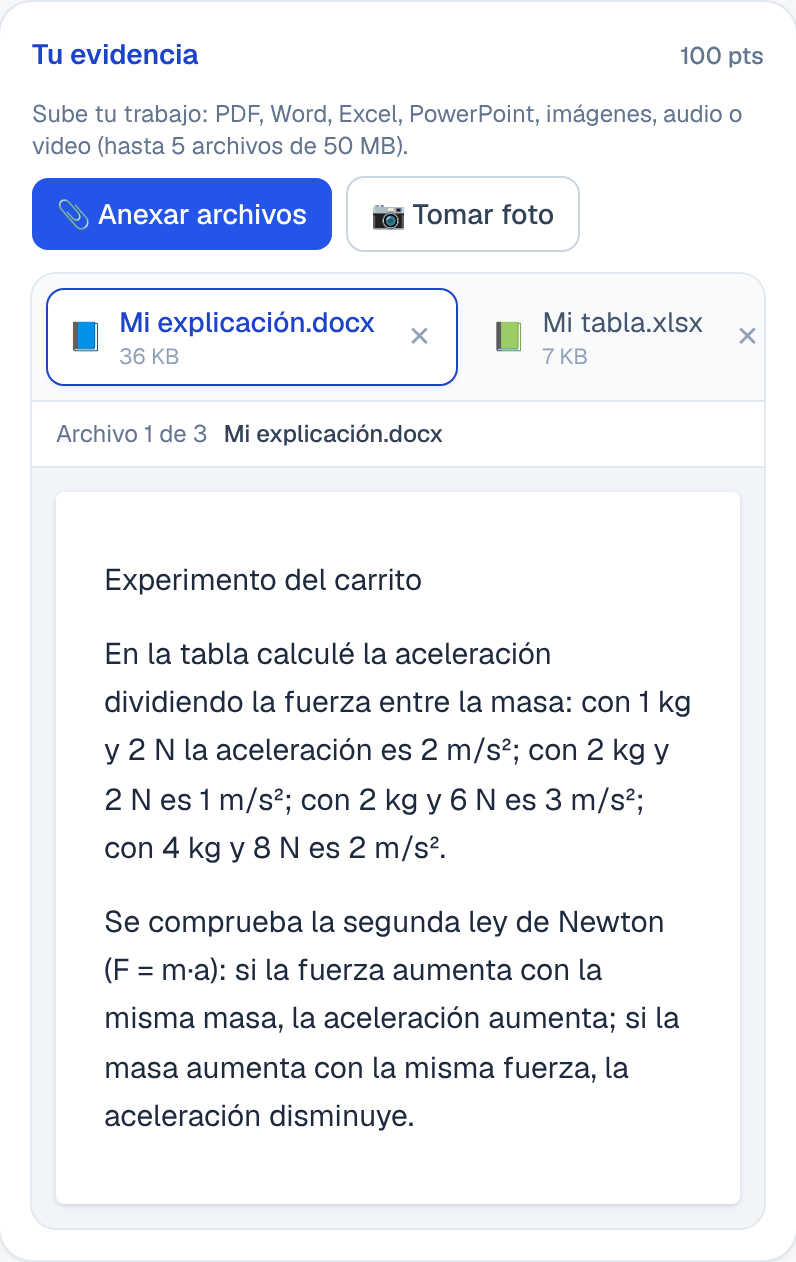 Tu evidencia
100 pts
Sube tu trabajo: PDF, Word, Excel, PowerPoint, imágenes, audio o
video (hasta 5 archivos de 50 MB).
Anexar archivos
Tomar foto
Mi explicación.docx
36 KB
Mi tabla.xlsx
7 KB
Archivo 1 de 3 Mi explicación.docx
Experimento del carrito
En la tabla calculé la aceleración
dividiendo la fuerza entre la masa: con 1 kg
y 2 N la aceleración es 2 m/s²; con 2 kg y
2 N es 1 m/s²; con 2 kg y 6 N es 3 m/s²;
con 4 kg y 8 N es 2 m/s².
Se comprueba la segunda ley de Newton
(F = m·a): si la fuerza aumenta con la
misma masa, la aceleración aumenta; si la
masa aumenta con la misma fuerza, la
aceleración disminuye.